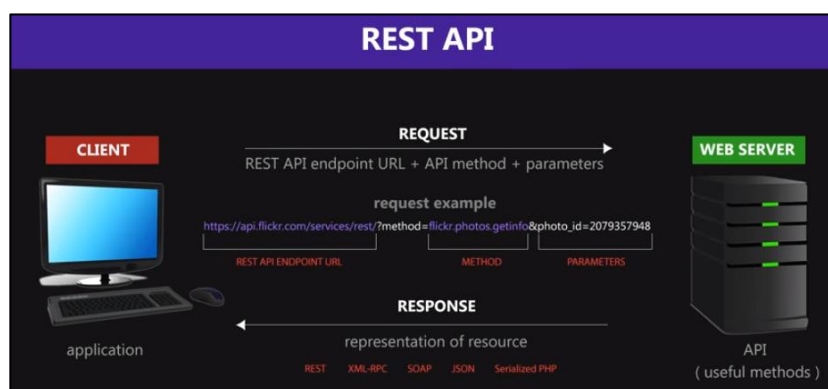 REST API
CLIENT
REQUEST
WEB SERVER
REST API endpoint URL + API method + parameters
request example
https://api.flickr.com/services/rest/?method=flickr.photos.getinfo&photo_id=2079357948
REST API ENDPOINT URL METHOD PARAMETERS
RESPONSE
representation of resource
application
API
( useful methods )
REST XML-RPC SOAP JSON Serialized PHP